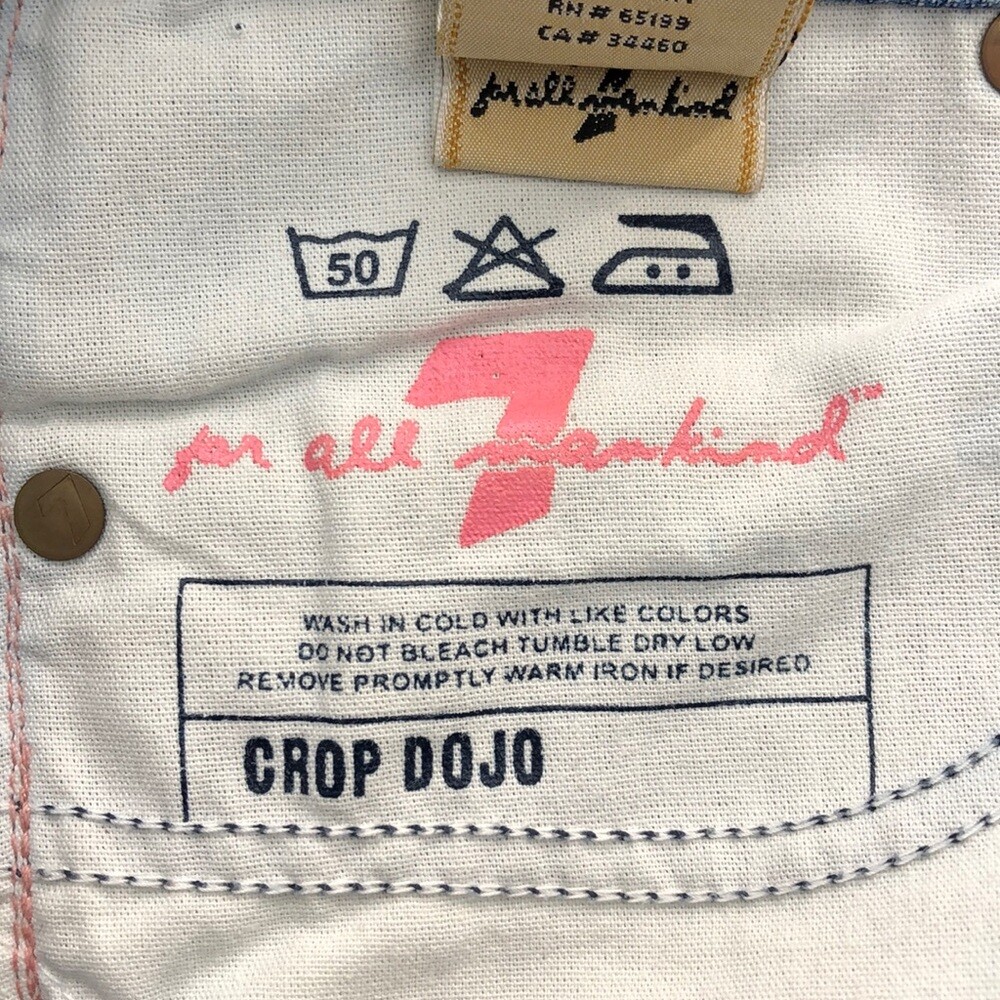 RN # 65199
CA # 34460
for all 7 mankind
50
for all 7 mankind™
WASH IN COLD WITH LIKE COLORS
DO NOT BLEACH TUMBLE DRY LOW
REMOVE PROMPTLY WARM IRON IF DESIRED
CROP DOJO